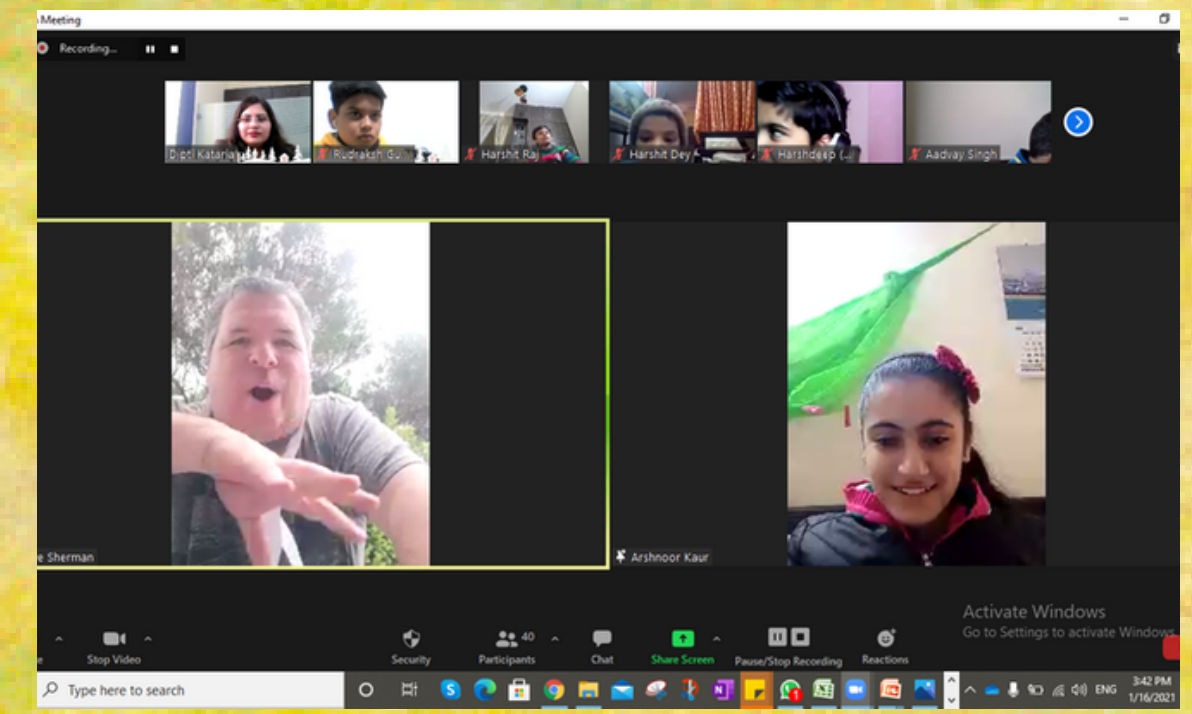 Meeting
Recording...
Dipti Kataria
Rudraksh Gu
Harshit Raj
Harshit Dey
Harshdeep (...
Aadvay Singh
e Sherman
Arshnoor Kaur
Activate Windows
Go to Settings to activate Windows.
40
Stop Video
Security
Participants
Chat
Share Screen
Pause/Stop Recording
Reactions
Type here to search
ENG
3:42 PM
1/16/2021